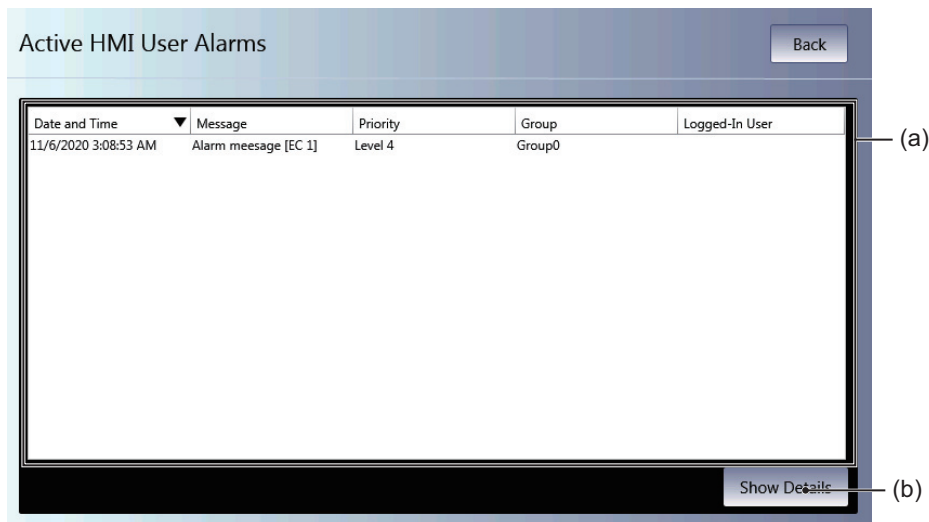 Active HMI User Alarms
Back
Date and Time ▼ Message Priority Group Logged-In User
11/6/2020 3:08:53 AM Alarm meesage [EC 1] Level 4 Group0
(a)
Show Details
(b)